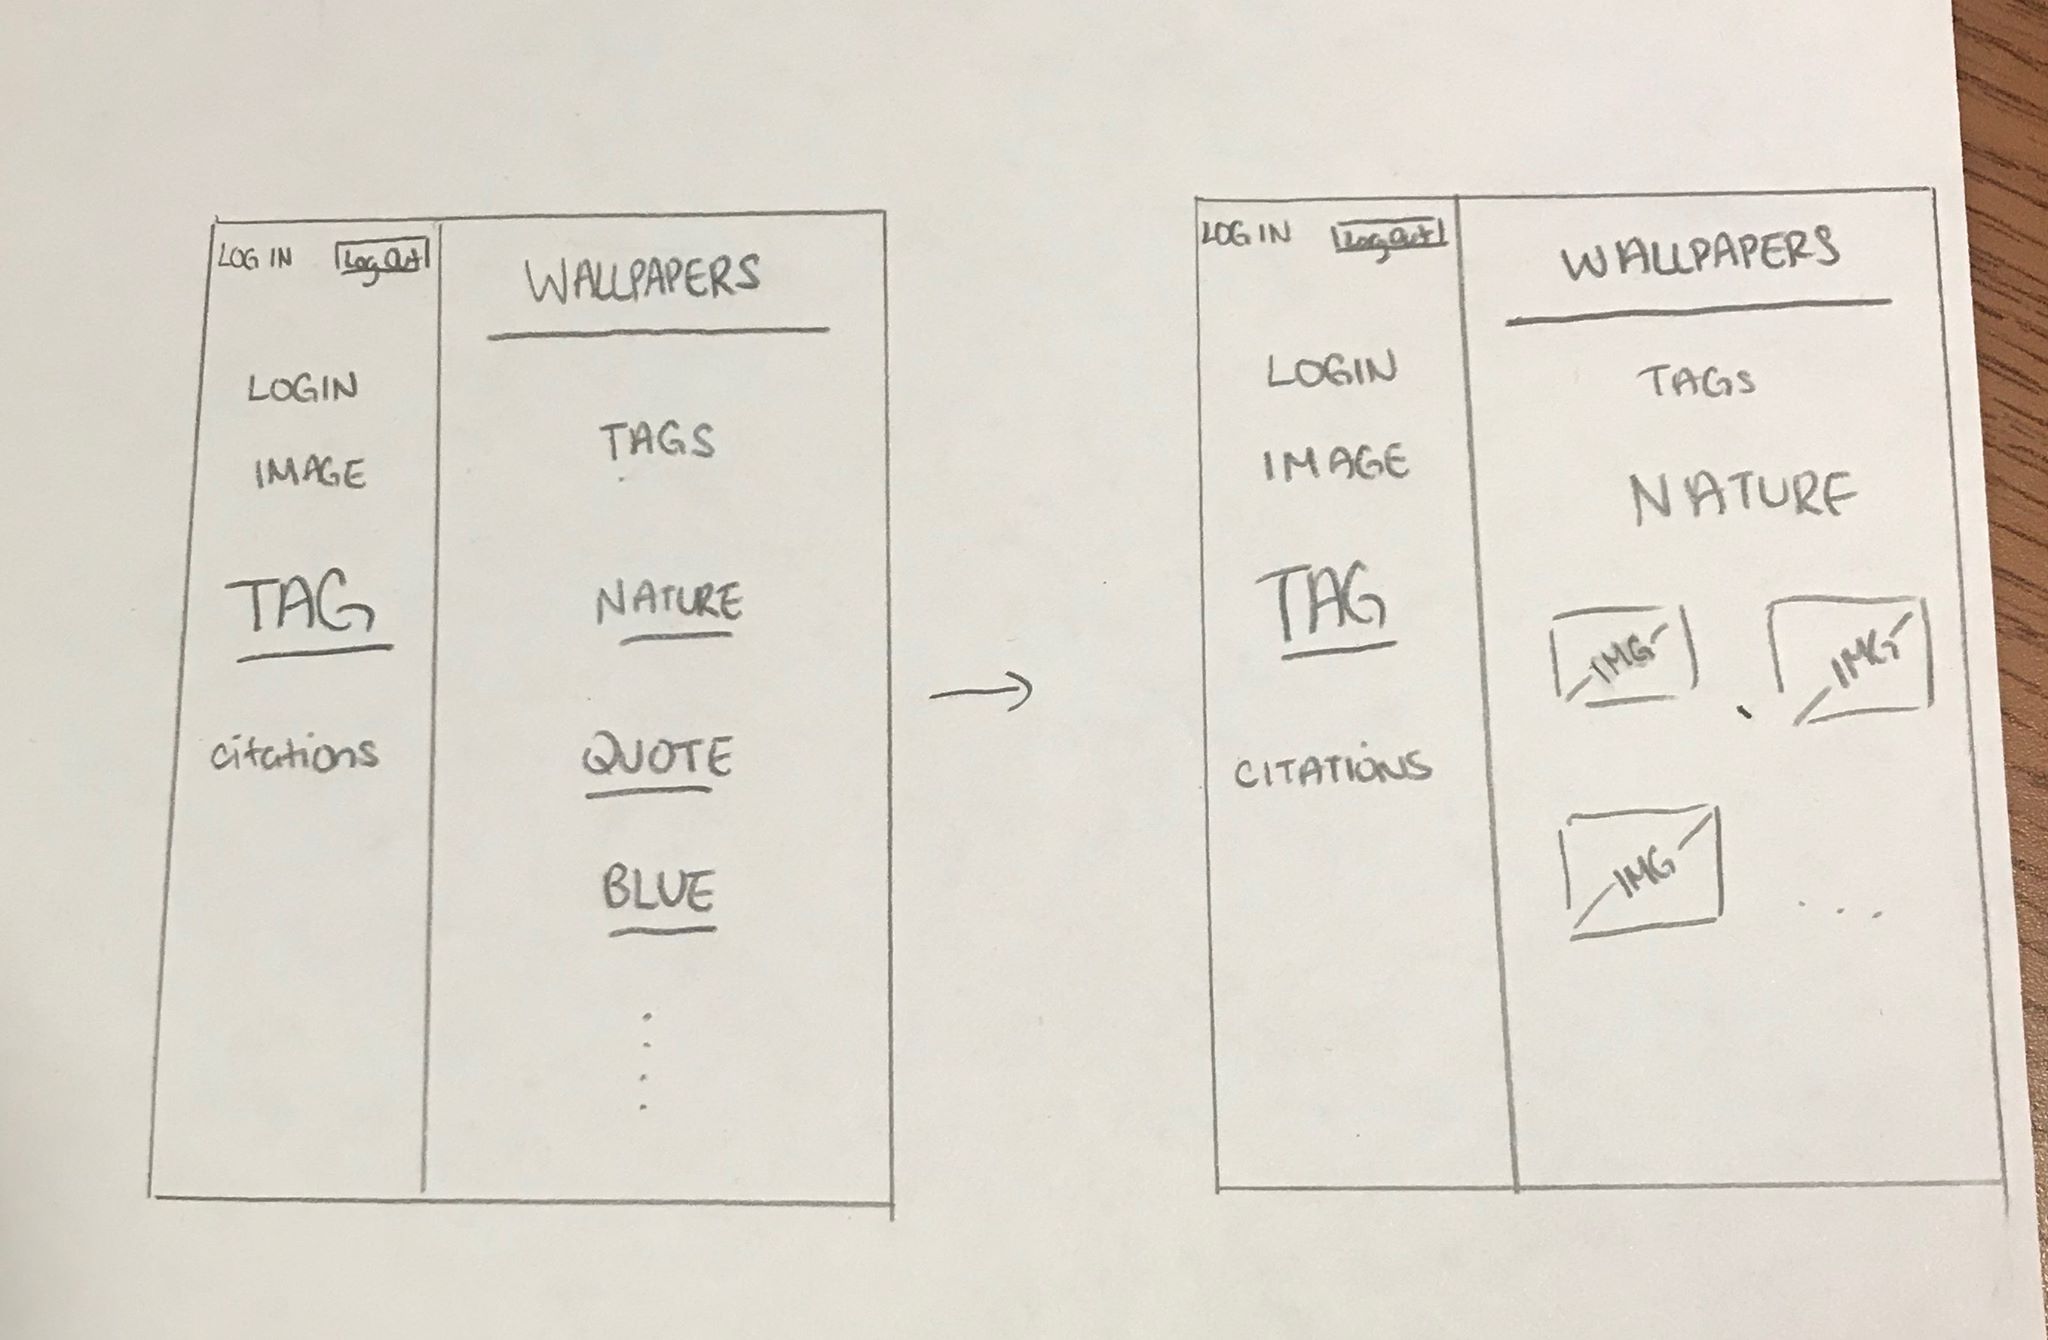 LOG IN Log Out
WALLPAPERS
LOGIN
IMAGE
TAG
citations
TAGS
NATURE
QUOTE
BLUE
LOG IN Log Out
WALLPAPERS
LOGIN
IMAGE
TAG
CITATIONS
TAGS
NATURE
IMG IMG
IMG
...